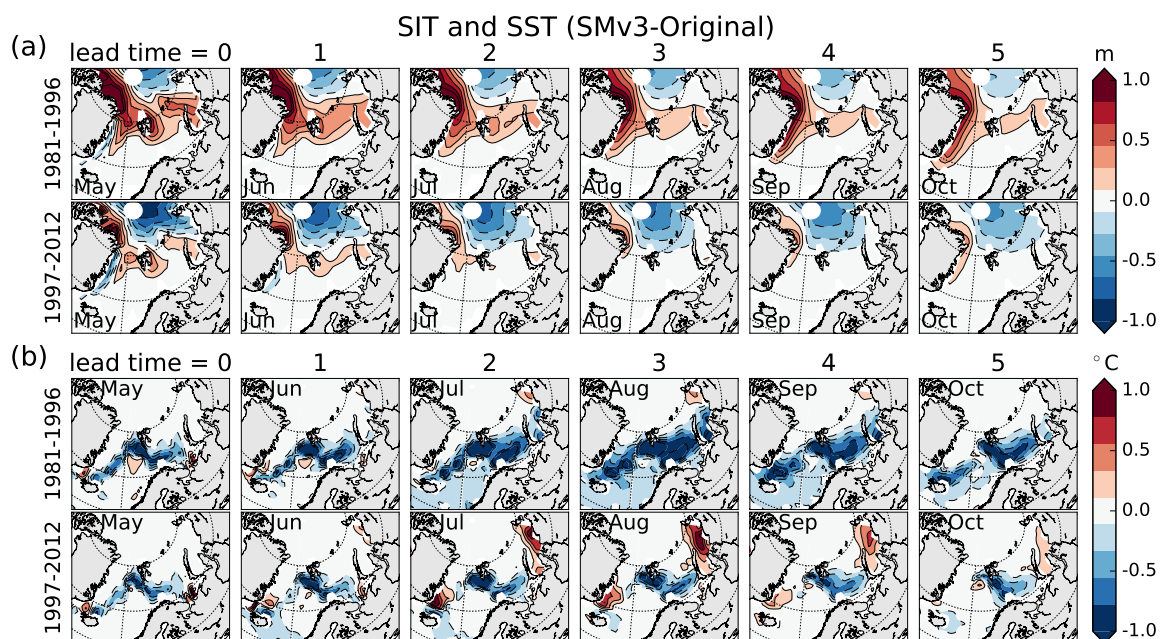 SIT and SST (SMv3-Original)
(a) lead time = 0 1 2 3 4 5 m
1981-1996
May Jun Jul Aug Sep Oct
1997-2012
May Jun Jul Aug Sep Oct
1.0
0.5
0.0
-0.5
-1.0
(b) lead time = 0 1 2 3 4 5 °C
1981-1996
May Jun Jul Aug Sep Oct
1997-2012
May Jun Jul Aug Sep Oct
1.0
0.5
0.0
-0.5
-1.0